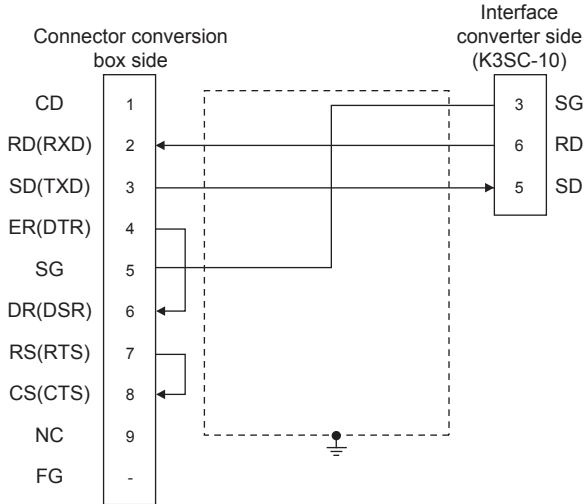 Interface
converter side
(K3SC-10)
Connector conversion
box side
CD 1
RD(RXD) 2
SD(TXD) 3
ER(DTR) 4
SG 5
DR(DSR) 6
RS(RTS) 7
CS(CTS) 8
NC 9
FG -
3 SG
6 RD
5 SD